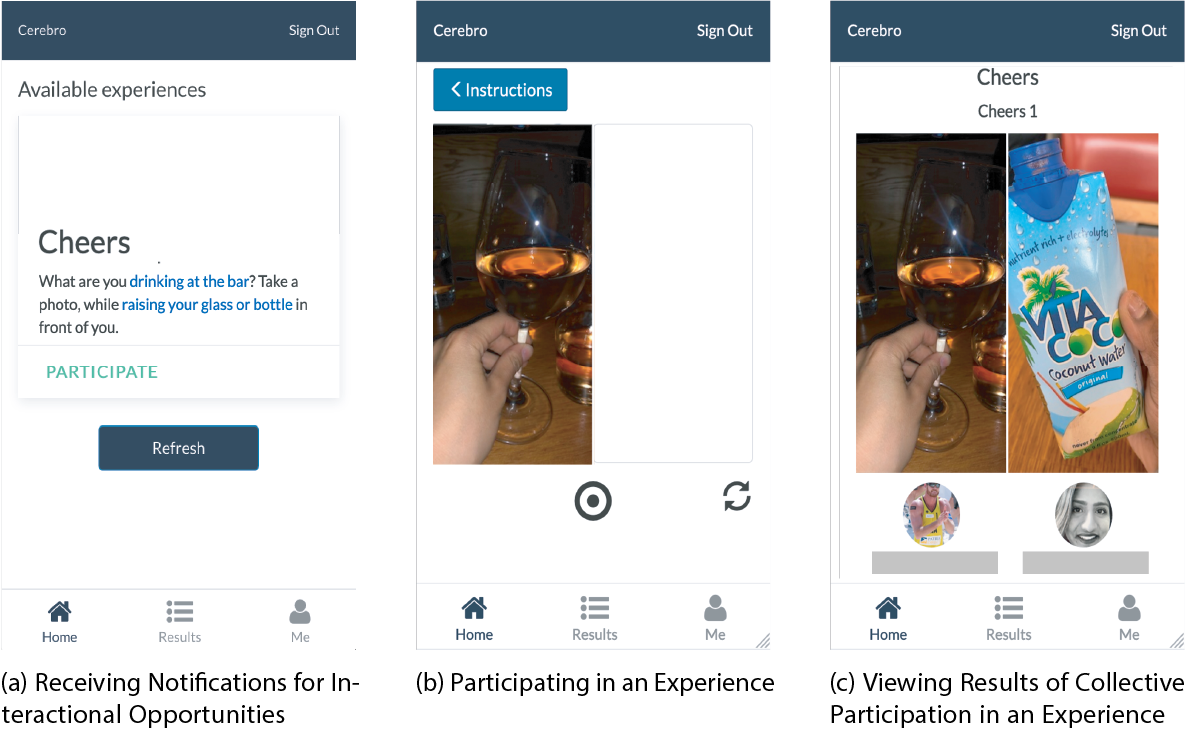 Cerebro
Sign Out
Available experiences
Cheers
What are you drinking at the bar? Take a
photo, while raising your glass or bottle in
front of you.
PARTICIPATE
Refresh
Home
Results
Me
(a) Receiving Notifications for In-
teractional Opportunities
Cerebro
Sign Out
Instructions
Home
Results
Me
(b) Participating in an Experience
Cerebro
Sign Out
Cheers
Cheers 1
nutrient rich + electrolytes
VITA
COCO
Coconut Water
original
Home
Results
Me
(c) Viewing Results of Collective
Participation in an Experience